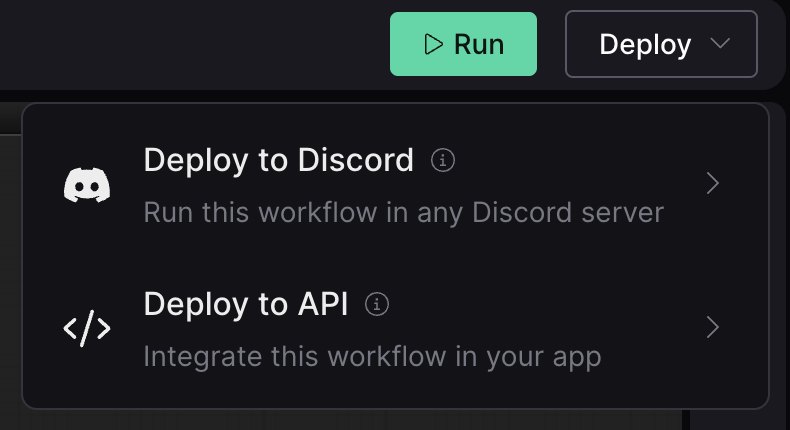 Run
Deploy
Deploy to Discord
Run this workflow in any Discord server
Deploy to API
Integrate this workflow in your app